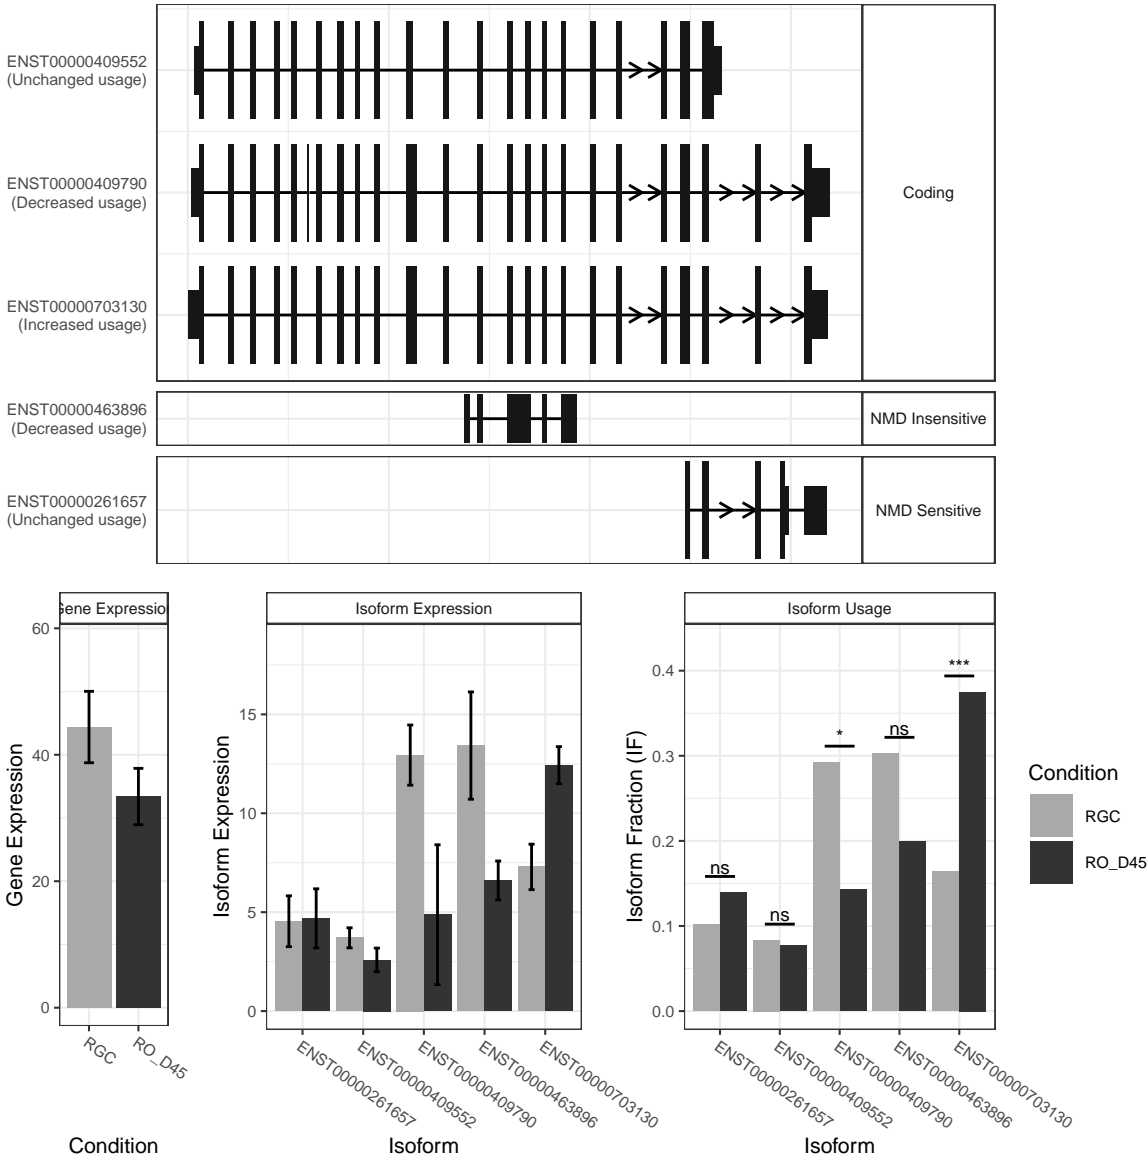 ENST00000409552
(Unchanged usage)
ENST00000409790
(Decreased usage)
ENST00000703130
(Increased usage)
Coding
ENST00000463896
(Decreased usage)
NMD Insensitive
ENST00000261657
(Unchanged usage)
NMD Sensitive
Gene Expression
60
40
20
0
Gene Expression
RGC
RO_D45
Condition
Isoform Expression
15
10
5
0
Isoform Expression
ENST00000261657
ENST00000409552
ENST00000409790
ENST00000463896
ENST00000703130
Isoform
Isoform Usage
0.4
0.3
0.2
0.1
0.0
Isoform Fraction (IF)
ns
ns
*
ns
***
ENST00000261657
ENST00000409552
ENST00000409790
ENST00000463896
ENST00000703130
Isoform
Condition
RGC
RO_D45